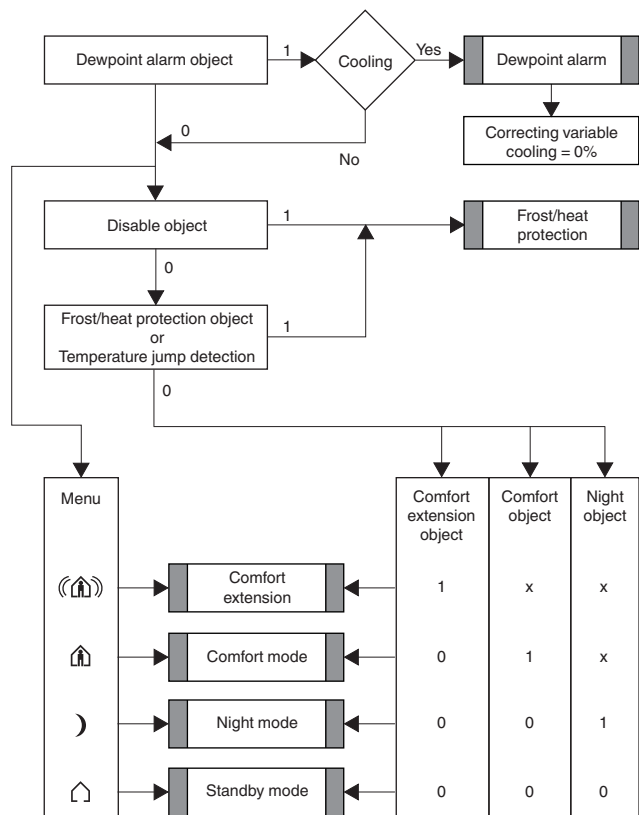 Dewpoint alarm object
1
Cooling
Yes
Dewpoint alarm
0
No
Correcting variable
cooling = 0%
Disable object
1
Frost/heat
protection
0
Frost/heat protection object
or
Temperature jump detection
1
0
Menu
Comfort
extension
object
Comfort
object
Night
object
Comfort
extension
1
x
x
Comfort mode
0
1
x
Night mode
0
0
1
Standby mode
0
0
0